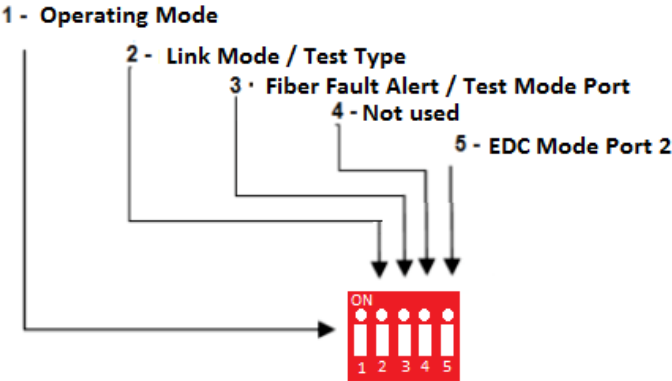 1 - Operating Mode
2 - Link Mode / Test Type
3 · Fiber Fault Alert / Test Mode Port
4 - Not used
5 - EDC Mode Port 2
ON
1 2 3 4 5